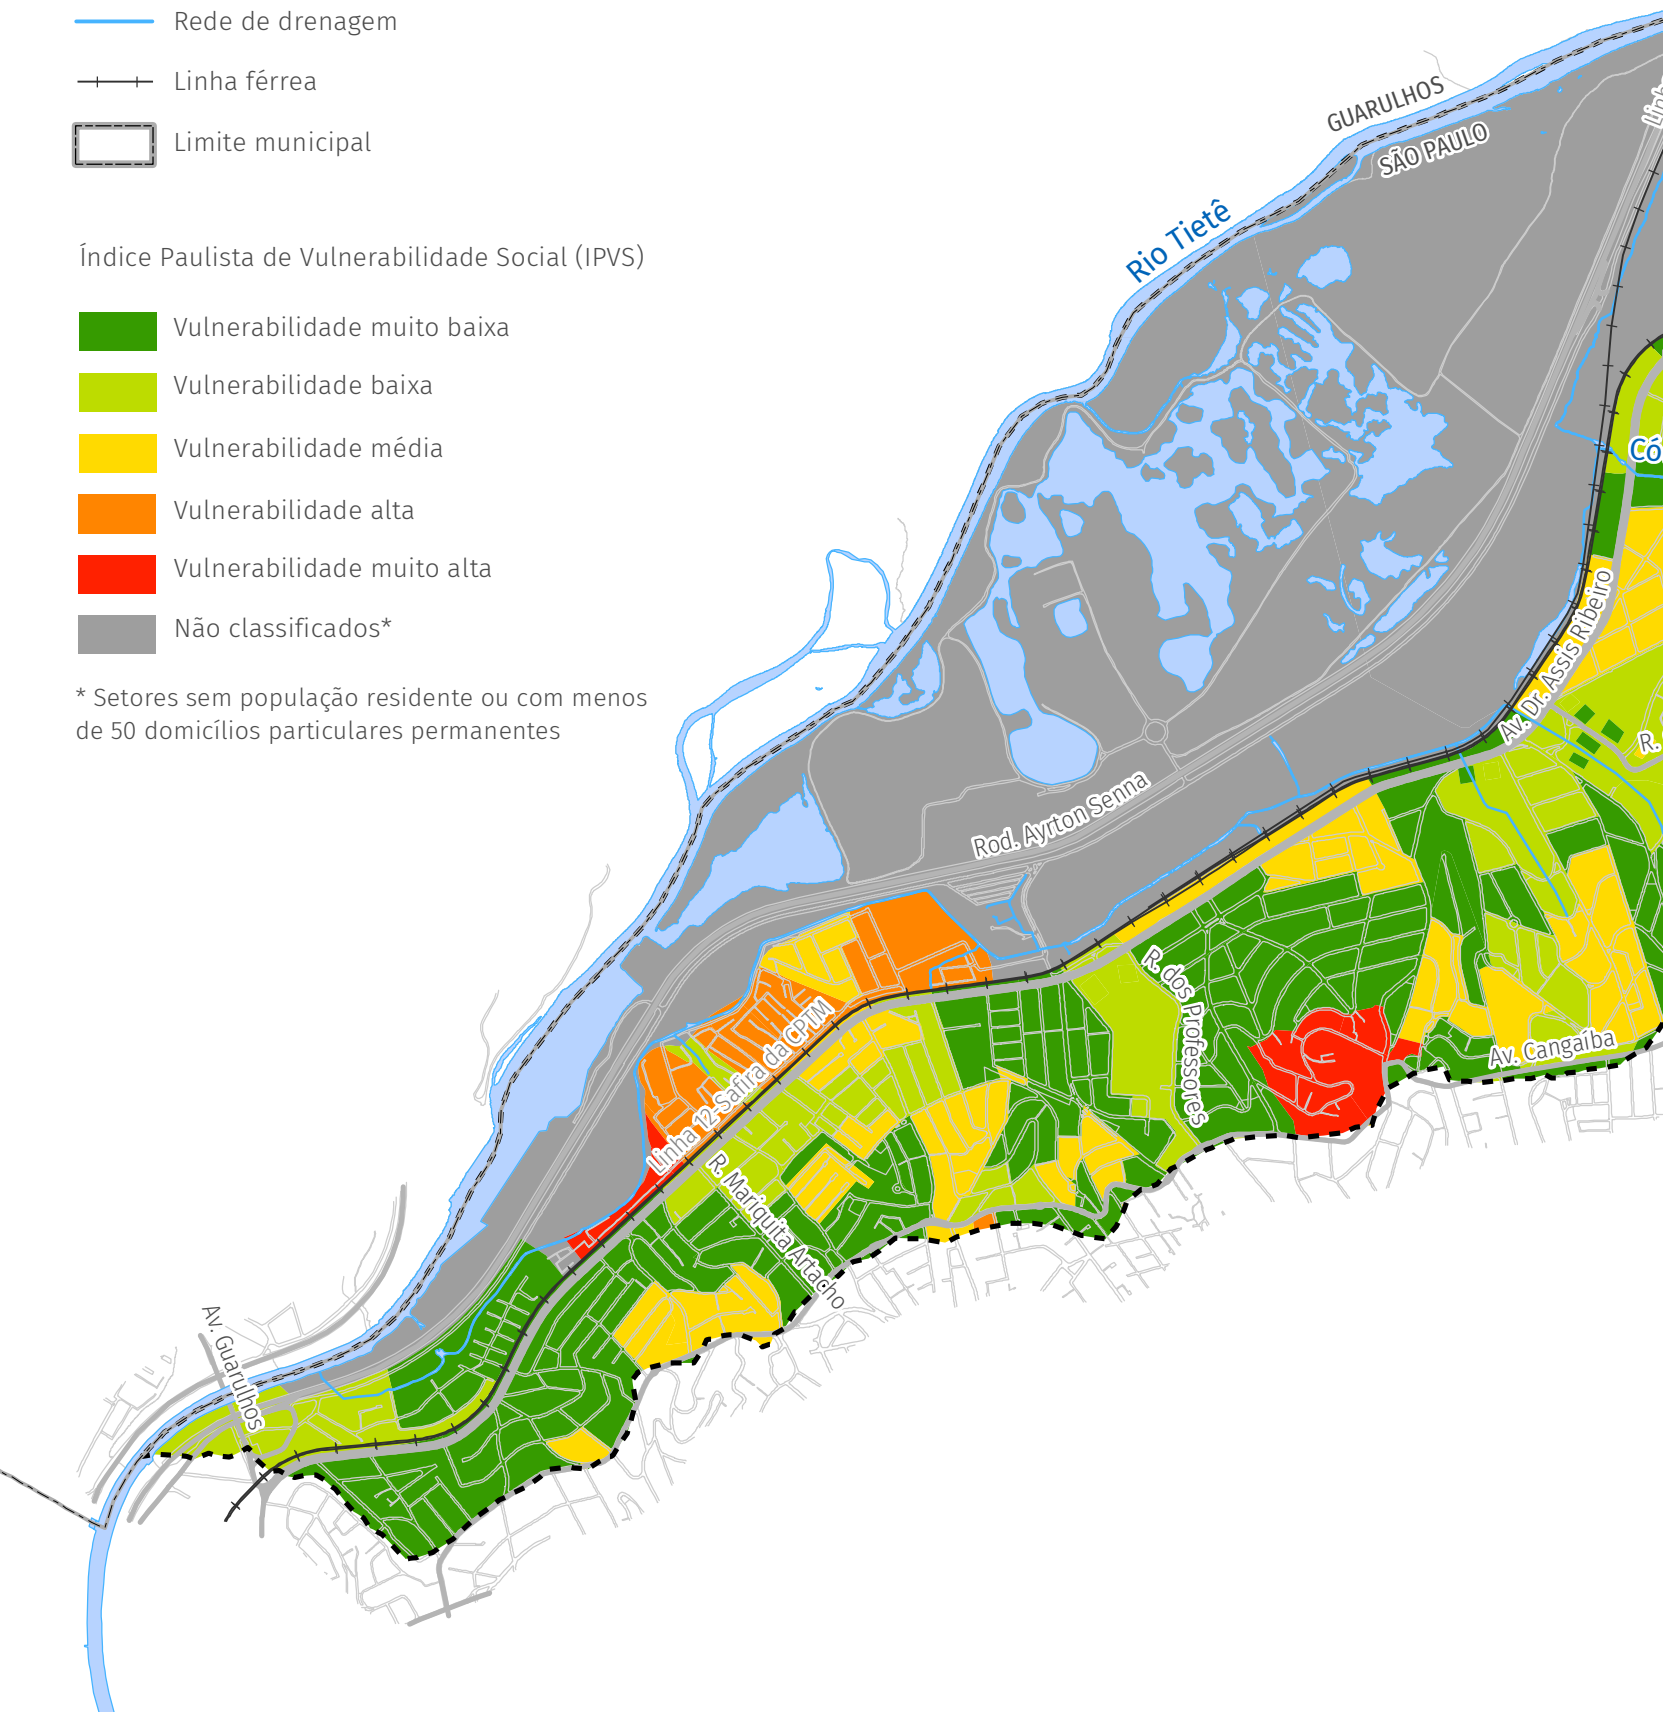 Rede de drenagem
Linha férrea
Limite municipal
Índice Paulista de Vulnerabilidade Social (IPVS)
Vulnerabilidade muito baixa
Vulnerabilidade baixa
Vulnerabilidade média
Vulnerabilidade alta
Vulnerabilidade muito alta
Não classificados*
* Setores sem população residente ou com menos
de 50 domicílios particulares permanentes
GUARULHOS
SÃO PAULO
Rio Tietê
Linh
Có
Av. Dr. Assis Ribeiro
R.
Rod. Ayrton Senna
R. dos Professores
Av. Cangaíba
Linha 12-Safira da CPTM
R. Mariquita Artacho
Av. Guarulhos